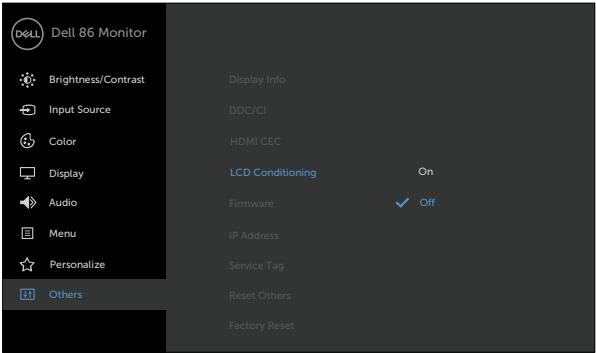 DELL Dell 86 Monitor
Brightness/Contrast
Input Source
Color
Display
Audio
Menu
Personalize
Others
Display Info
DDC/CI
HDMI CEC
LCD Conditioning On
Firmware Off
IP Address
Service Tag
Reset Others
Factory Reset